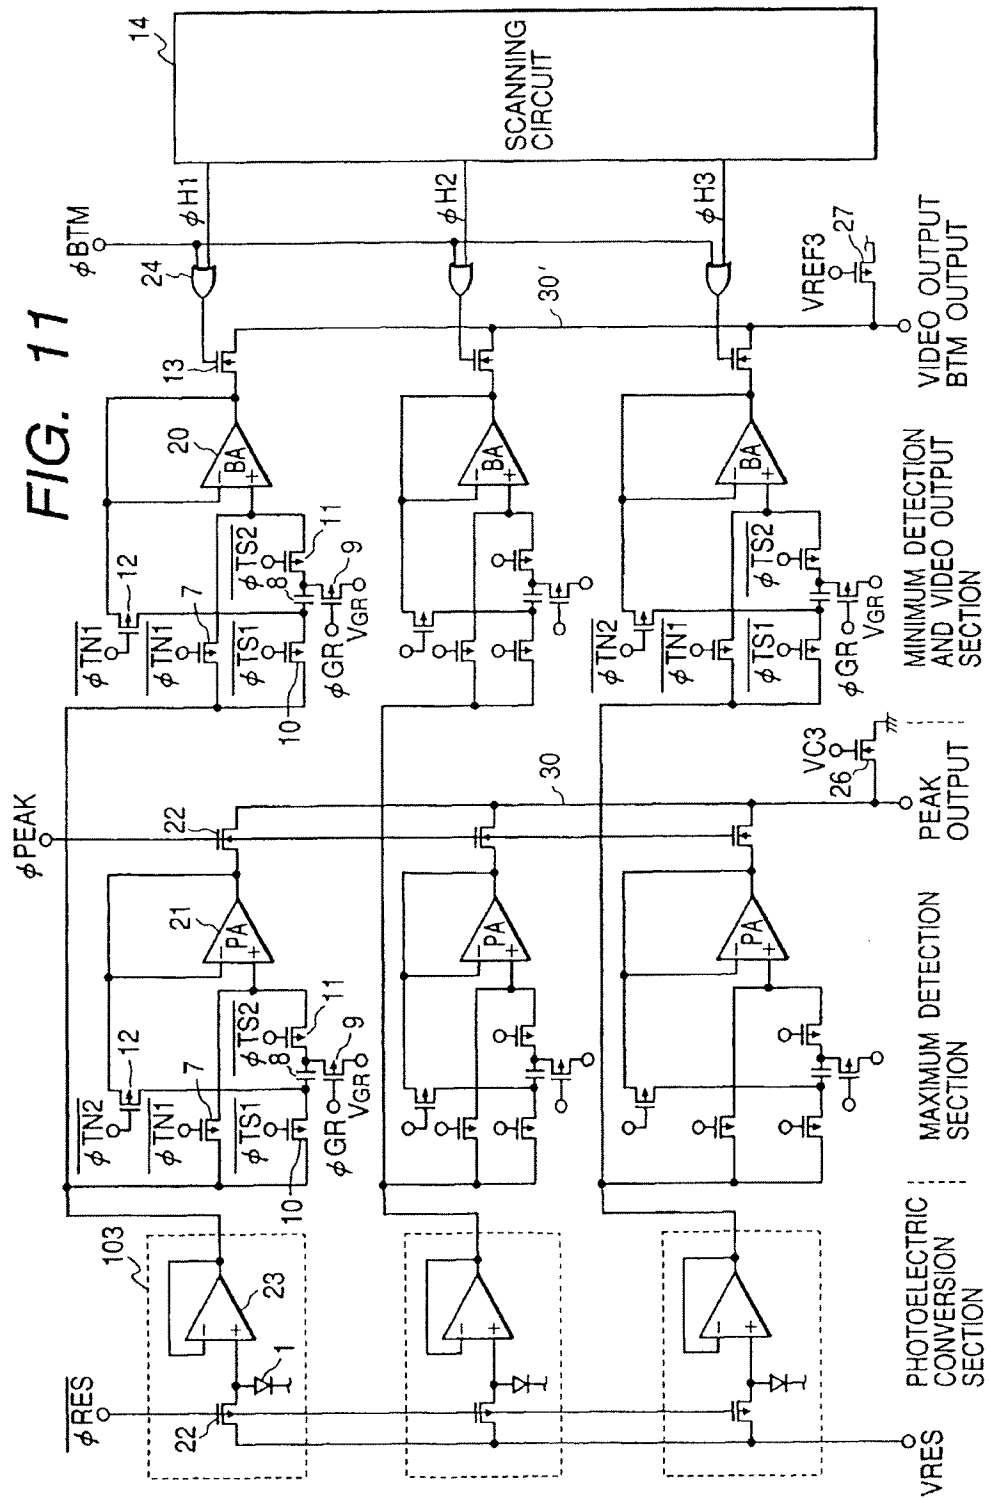 FIG. 11
14
SCANNING
CIRCUIT
φH1
φH2
φH3
φBTM
24
30'
VREF3
27
VIDEO OUTPUT
BTM OUTPUT
13
20
BA
−
+
BA
−
+
BA
−
+
12
φTN1
φTN1
7
φTS2
11
φTS1
8
9
10
φGR
VGR
φTN2
φTN1
φTS2
φTS1
φGR
VGR
MINIMUM DETECTION
AND VIDEO OUTPUT
SECTION
φPEAK
22
30
VC3
26
PEAK
OUTPUT
21
PA
−
+
PA
−
+
PA
−
+
12
φTN2
φTN1
7
φTS2
11
φTS1
8
9
10
φGR
VGR
MAXIMUM DETECTION
SECTION
103
23
−
+
−
+
−
+
1
φRES
22
VRES
PHOTOELECTRIC
CONVERSION
SECTION